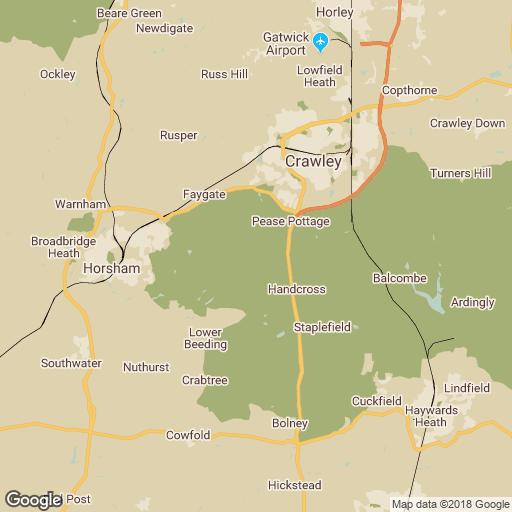 Beare Green
Horley
Newdigate
Gatwick
Airport
Ockley
Russ Hill
Lowfield
Heath
Copthorne
Crawley Down
Rusper
Crawley
Turners Hill
Faygate
Warnham
Pease Pottage
Broadbridge
Heath
Horsham
Balcombe
Handcross
Ardingly
Staplefield
Lower
Beeding
Southwater
Nuthurst
Crabtree
Lindfield
Cuckfield
Haywards
Heath
Bolney
Cowfold
Hickstead
Post
Google
Map data ©2018 Google